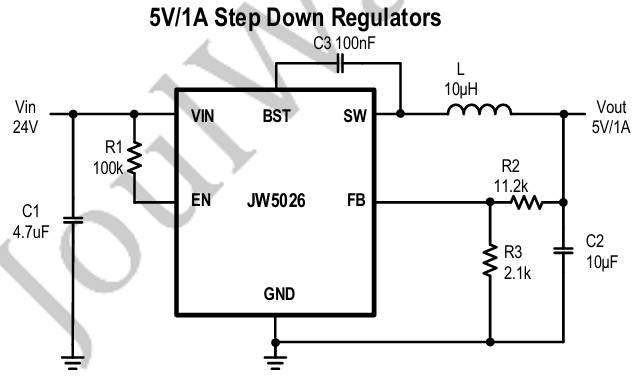 5V/1A Step Down Regulators
C3 100nF
L
10µH
Vin
24V
VIN
BST
SW
Vout
5V/1A
R1
100k
R2
11.2k
EN
JW5026
FB
C1
4.7uF
R3
2.1k
C2
10µF
GND
JoulWa